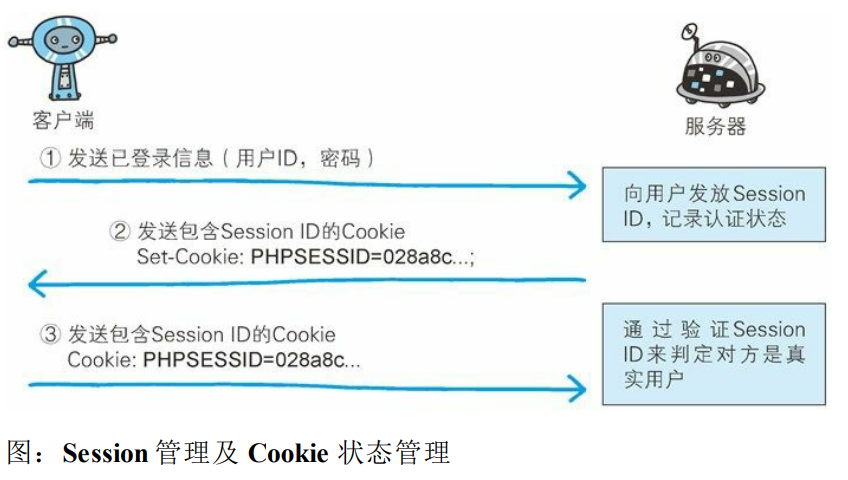 客户端
服务器
① 发送已登录信息（用户ID，密码）
向用户发放Session
ID，记录认证状态
② 发送包含Session ID的Cookie
Set-Cookie: PHPSESSID=028a8c…;
③ 发送包含Session ID的Cookie
Cookie: PHPSESSID=028a8c…
通过验证Session
ID来判定对方是真
实用户
图：Session 管理及 Cookie 状态管理